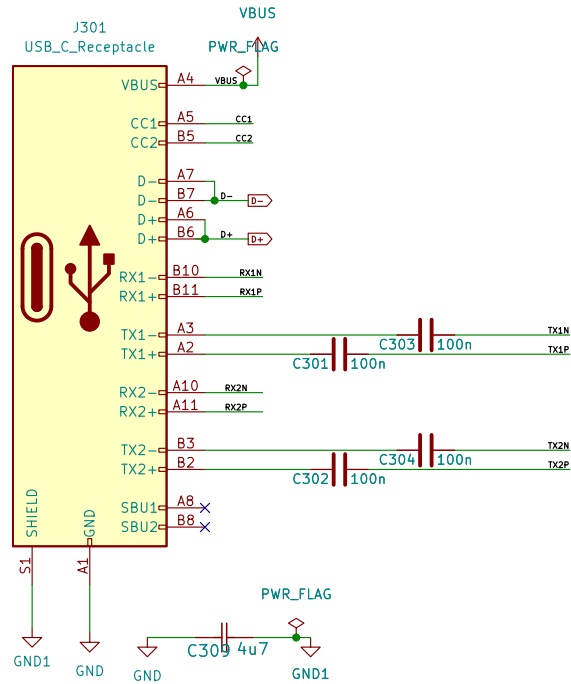 VBUS
J301
USB_C_Receptacle
PWR_FLAG
VBUS A4 VBUS
CC1 A5 CC1
CC2 B5 CC2
D- A7
D- B7 D- D-
D+ A6
D+ B6 D+ D+
RX1- B10 RX1N
RX1+ B11 RX1P
TX1- A3 C303 100n TX1N
TX1+ A2 C301 100n TX1P
RX2- A10 RX2N
RX2+ A11 RX2P
TX2- B3 C304 100n TX2N
TX2+ B2 C302 100n TX2P
SBU1 A8
SBU2 B8
SHIELD
GND
S1
A1
GND1
GND
PWR_FLAG
C309 4u7
GND
GND1